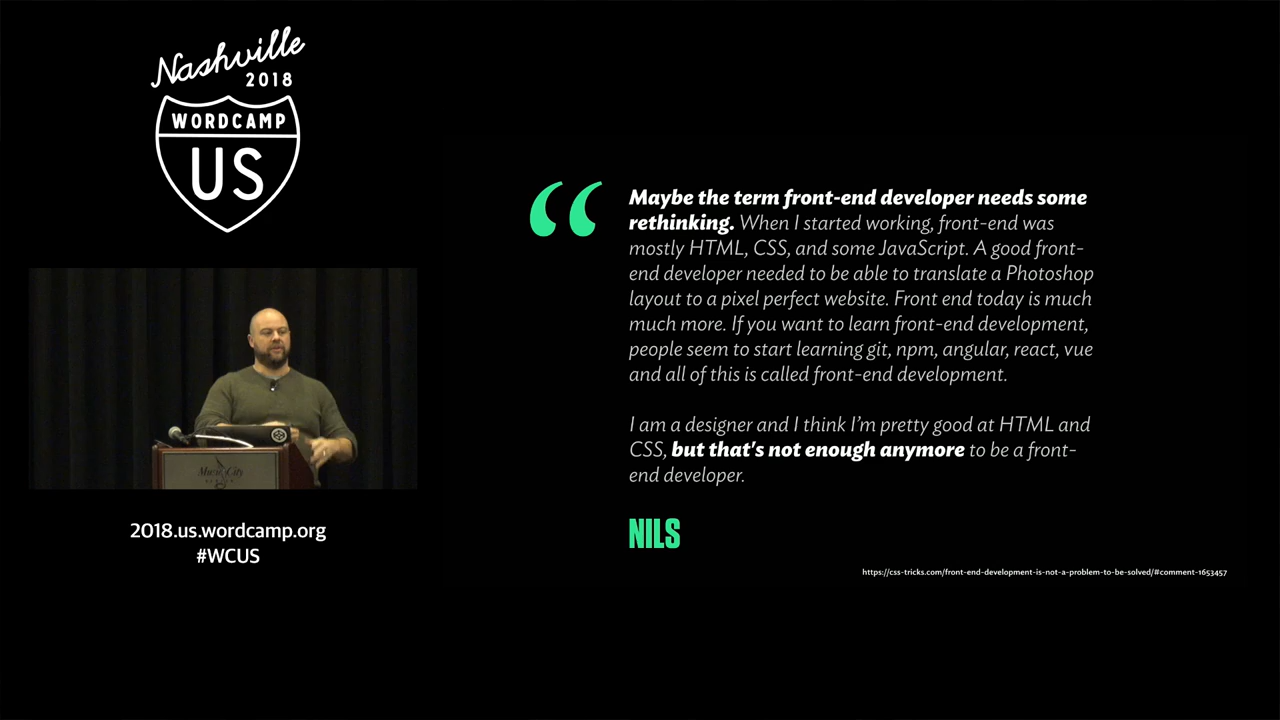 Nashville
2018
WORDCAMP
US
2018.us.wordcamp.org
#WCUS
“
Maybe the term front-end developer needs some
rethinking. When I started working, front-end was
mostly HTML, CSS, and some JavaScript. A good front-
end developer needed to be able to translate a Photoshop
layout to a pixel perfect website. Front end today is much
much more. If you want to learn front-end development,
people seem to start learning git, npm, angular, react, vue
and all of this is called front-end development.
I am a designer and I think I’m pretty good at HTML and
CSS, but that's not enough anymore to be a front-
end developer.
NILS
https://css-tricks.com/front-end-development-is-not-a-problem-to-be-solved/#comment-1653457